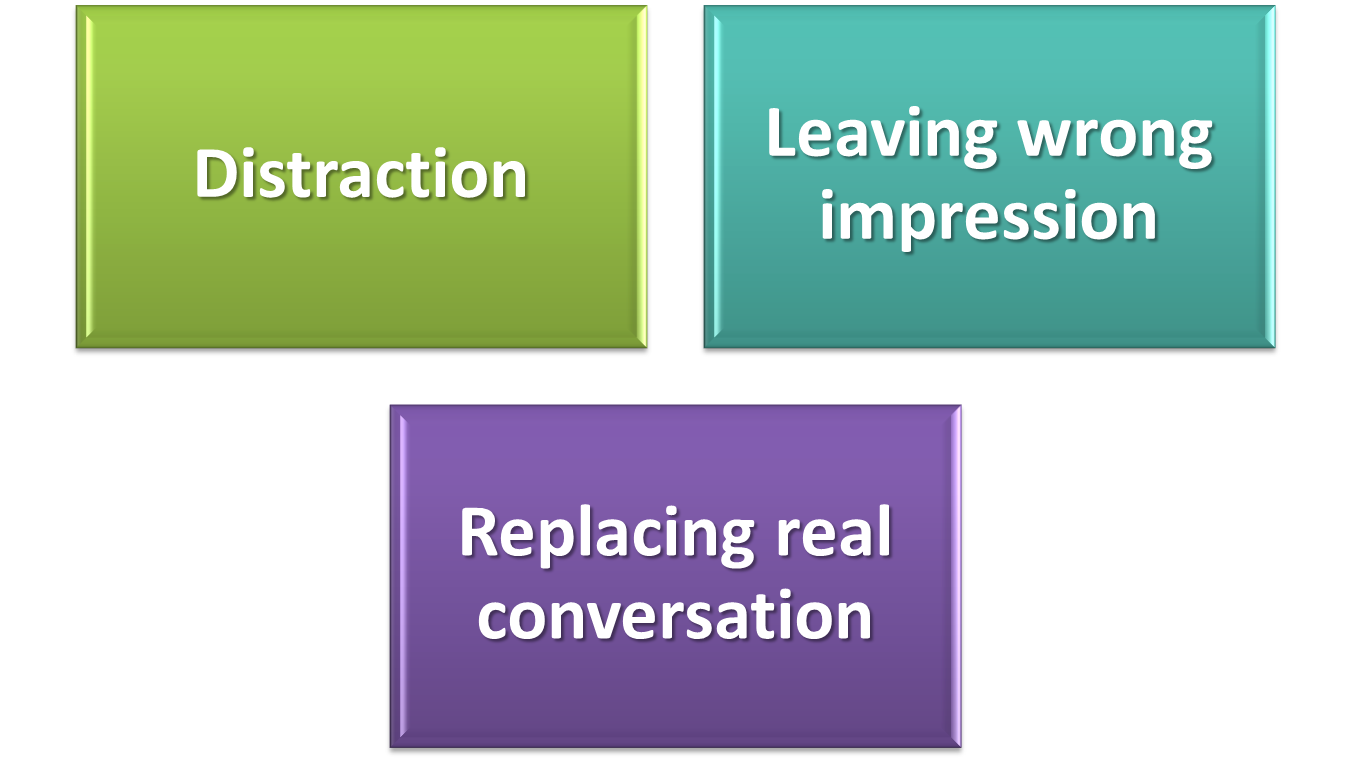 Distraction
Leaving wrong
impression
Replacing real
conversation